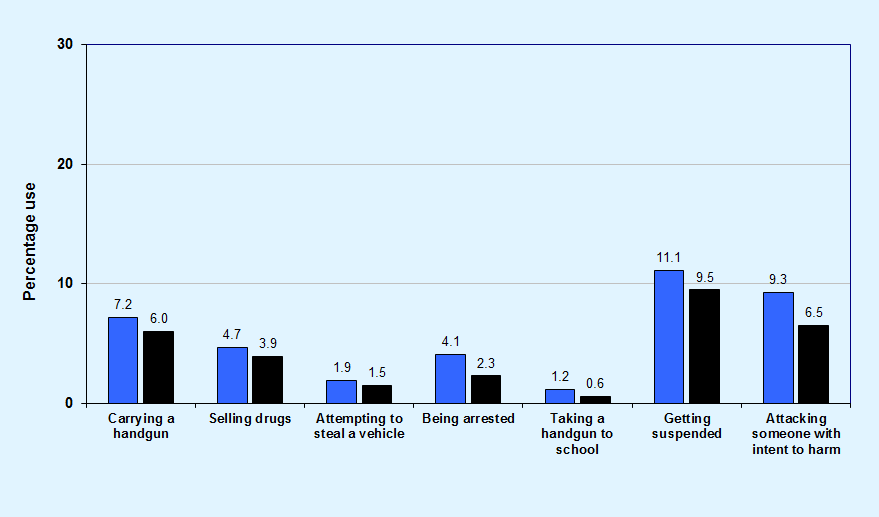 30
20
10
0
Percentage use
7.2
6.0
4.7
3.9
1.9
1.5
4.1
2.3
1.2
0.6
11.1
9.5
9.3
6.5
Carrying a
handgun
Selling drugs
Attempting to
steal a vehicle
Being arrested
Taking a
handgun to
school
Getting
suspended
Attacking
someone with
intent to harm